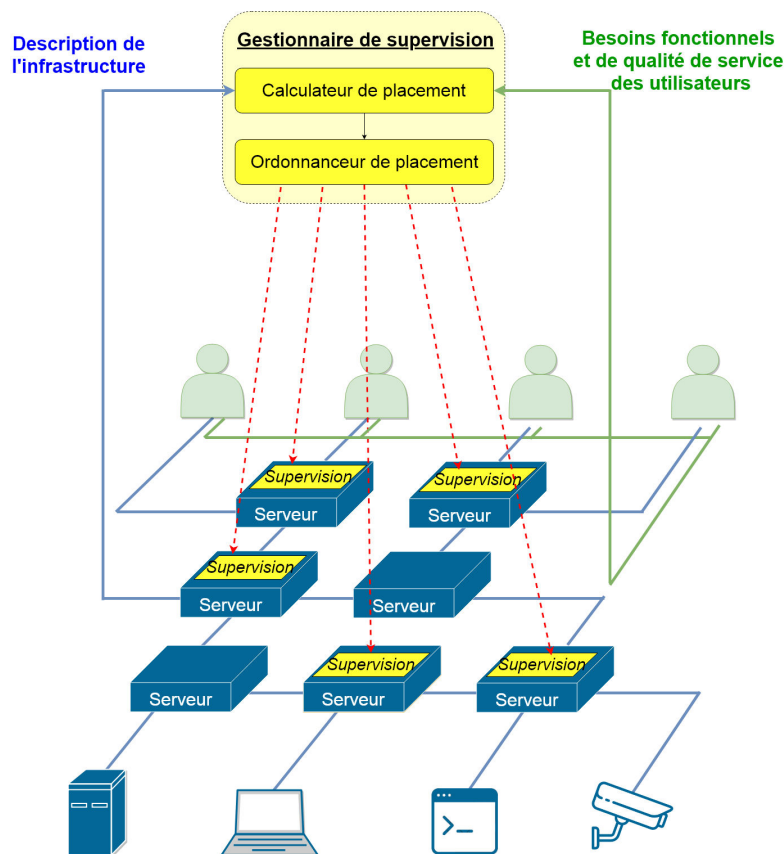 Description de
l'infrastructure
Gestionnaire de supervision
Besoins fonctionnels
et de qualité de service
des utilisateurs
Calculateur de placement
Ordonnanceur de placement
Supervision
Serveur
Supervision
Serveur
Supervision
Serveur
Serveur
Serveur
Supervision
Serveur
Supervision
Serveur
>_